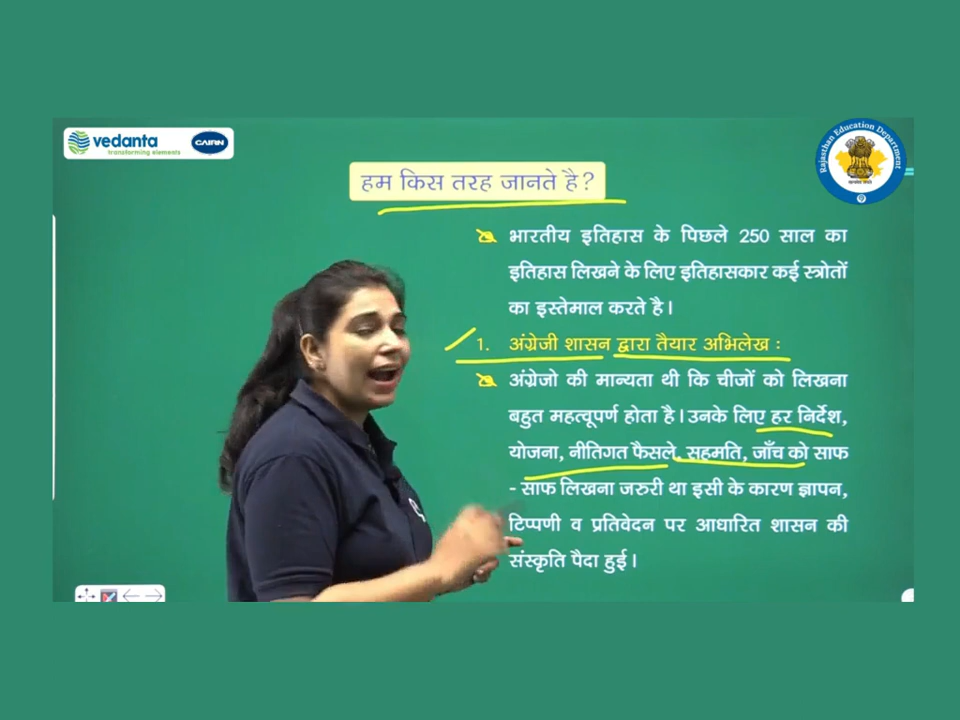 vedanta
transforming elements
CAIRN
Rajasthan Education Department
हम किस तरह जानते है?
भारतीय इतिहास के पिछले 250 साल का
इतिहास लिखने के लिए इतिहासकार कई स्त्रोतों
का इस्तेमाल करते है।
1. अंग्रेजी शासन द्वारा तैयार अभिलेख :
अंग्रेजो की मान्यता थी कि चीजों को लिखना
बहुत महत्वूपर्ण होता है। उनके लिए हर निर्देश,
योजना, नीतिगत फैसले, सहमति, जाँच को साफ
- साफ लिखना जरुरी था इसी के कारण ज्ञापन,
टिप्पणी व प्रतिवेदन पर आधारित शासन की
संस्कृति पैदा हुई।